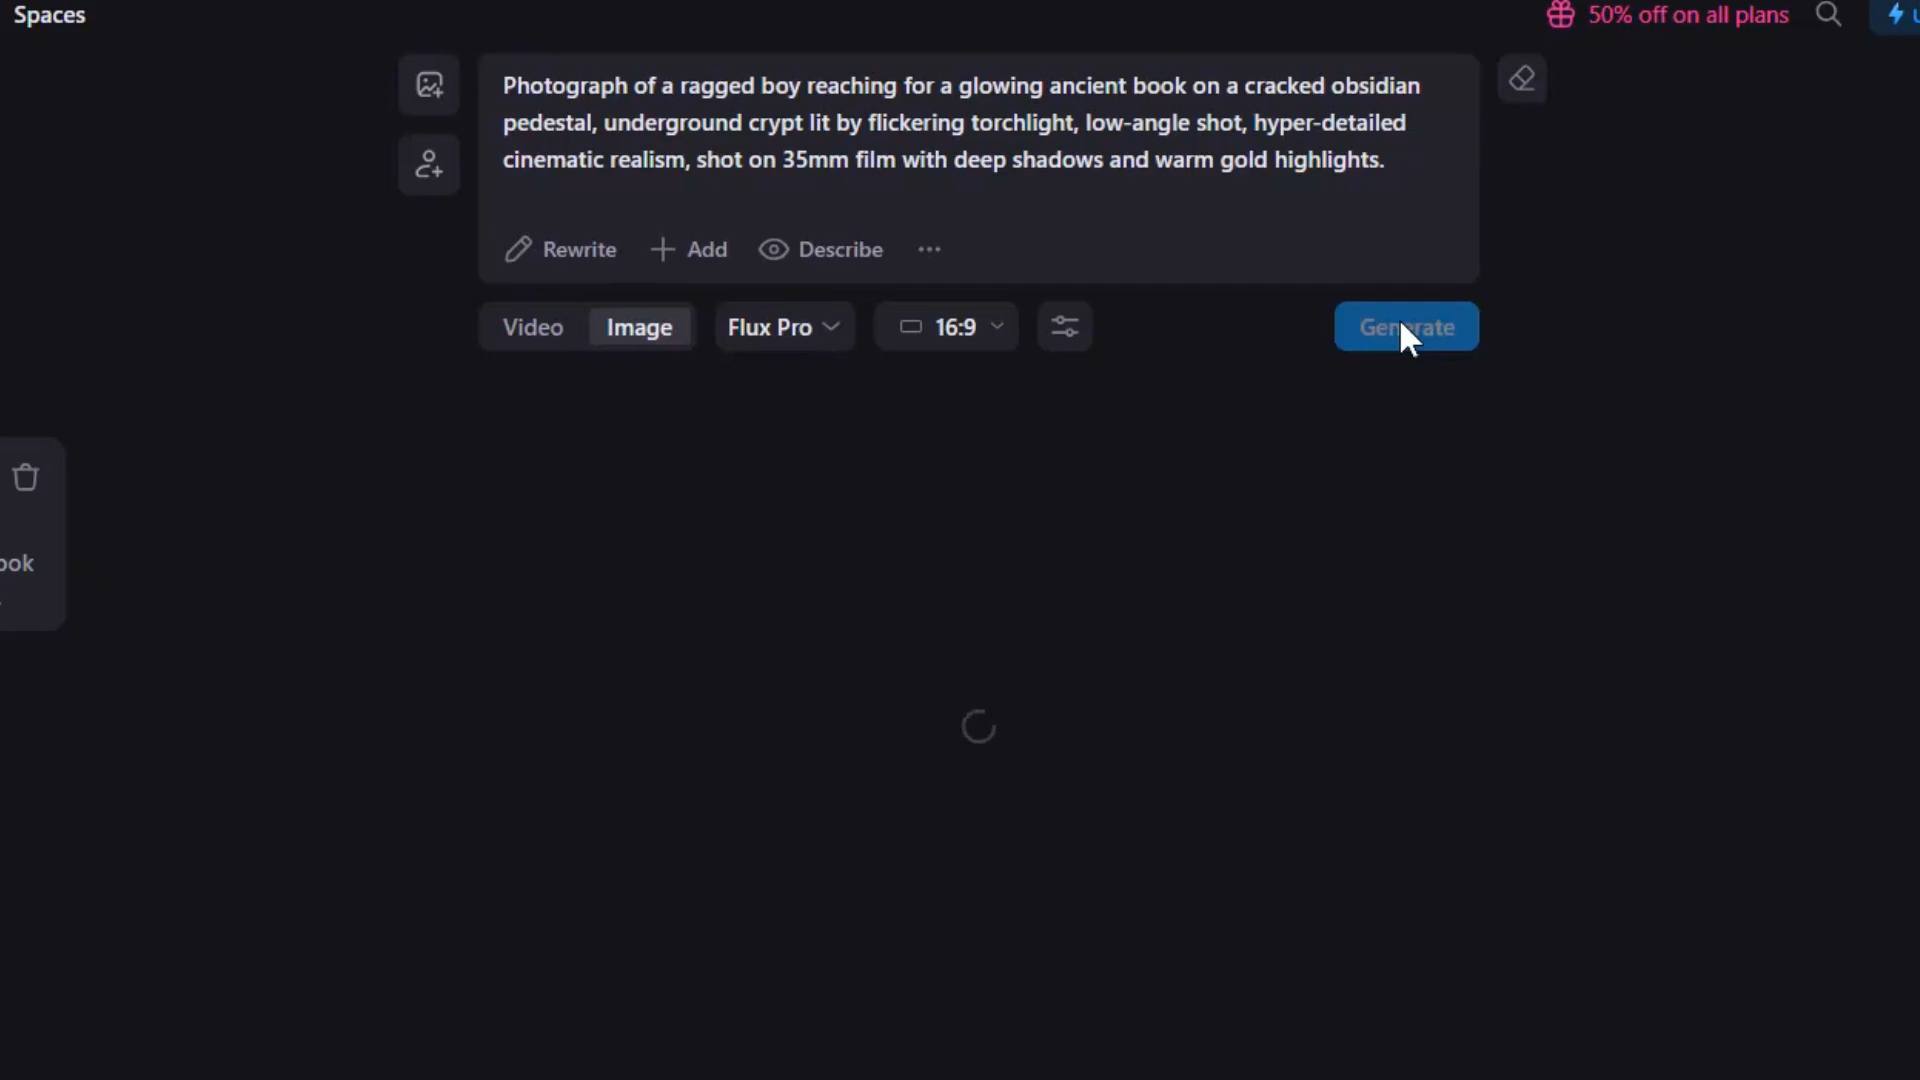 Spaces
50% off on all plans
Photograph of a ragged boy reaching for a glowing ancient book on a cracked obsidian
pedestal, underground crypt lit by flickering torchlight, low-angle shot, hyper-detailed
cinematic realism, shot on 35mm film with deep shadows and warm gold highlights.
Rewrite
Add
Describe
Video
Image
Flux Pro
16:9
Generate